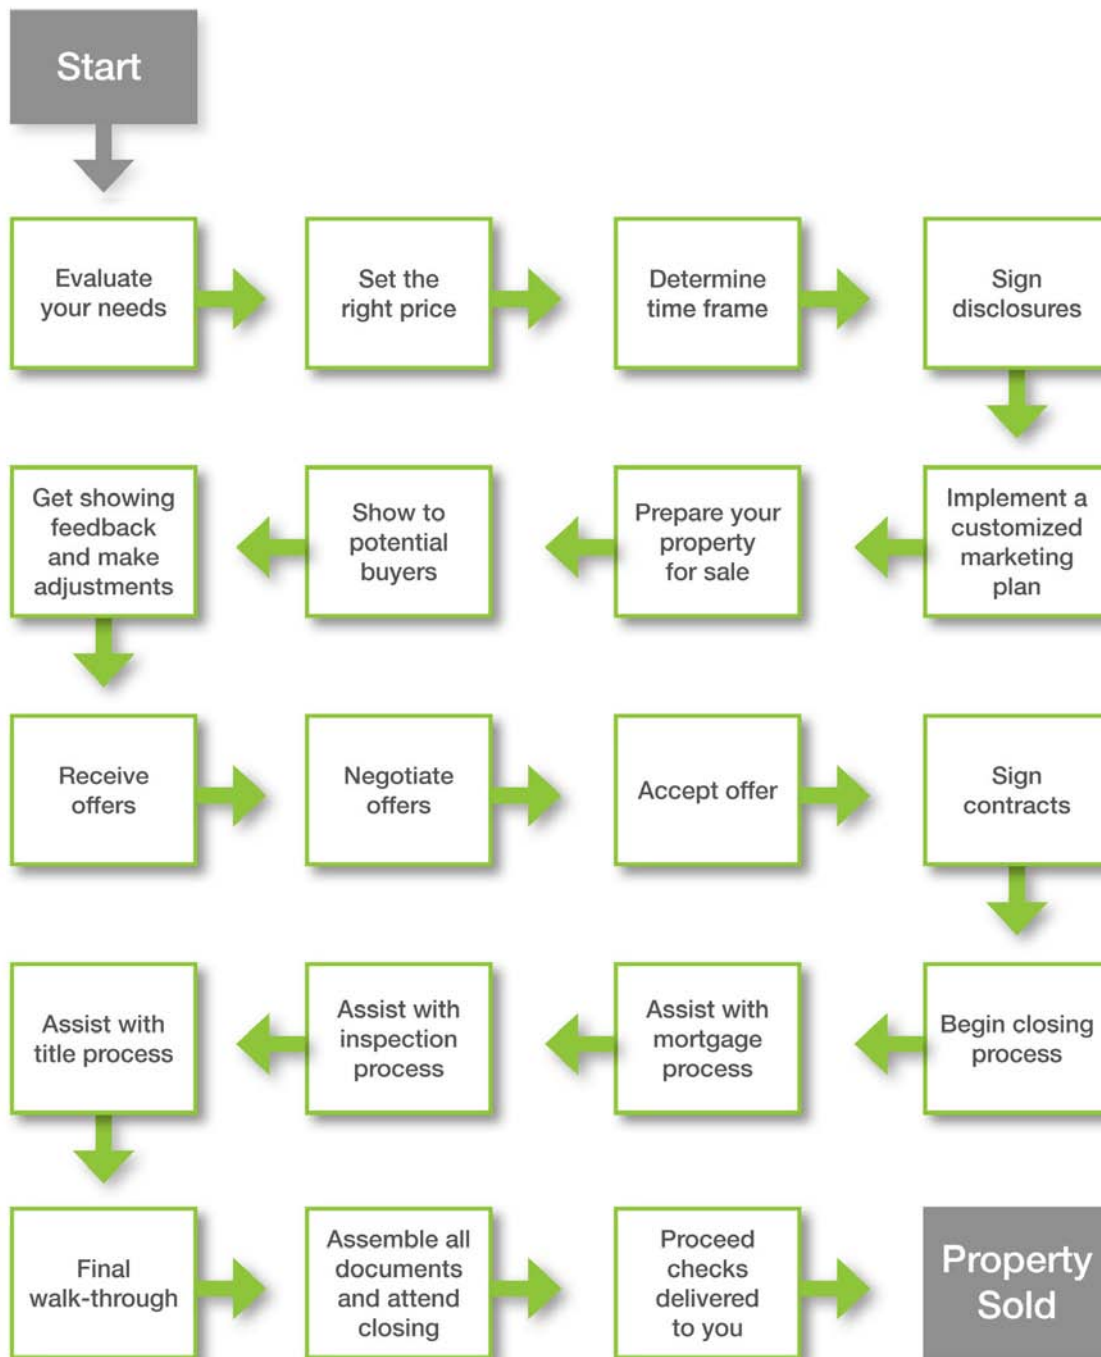 Start
Evaluate
your needs
Set the
right price
Determine
time frame
Sign
disclosures
Implement a
customized
marketing
plan
Prepare your
property
for sale
Show to
potential
buyers
Get showing
feedback
and make
adjustments
Receive
offers
Negotiate
offers
Accept offer
Sign
contracts
Begin closing
process
Assist with
mortgage
process
Assist with
inspection
process
Assist with
title process
Final
walk-through
Assemble all
documents
and attend
closing
Proceed
checks
delivered
to you
Property
Sold